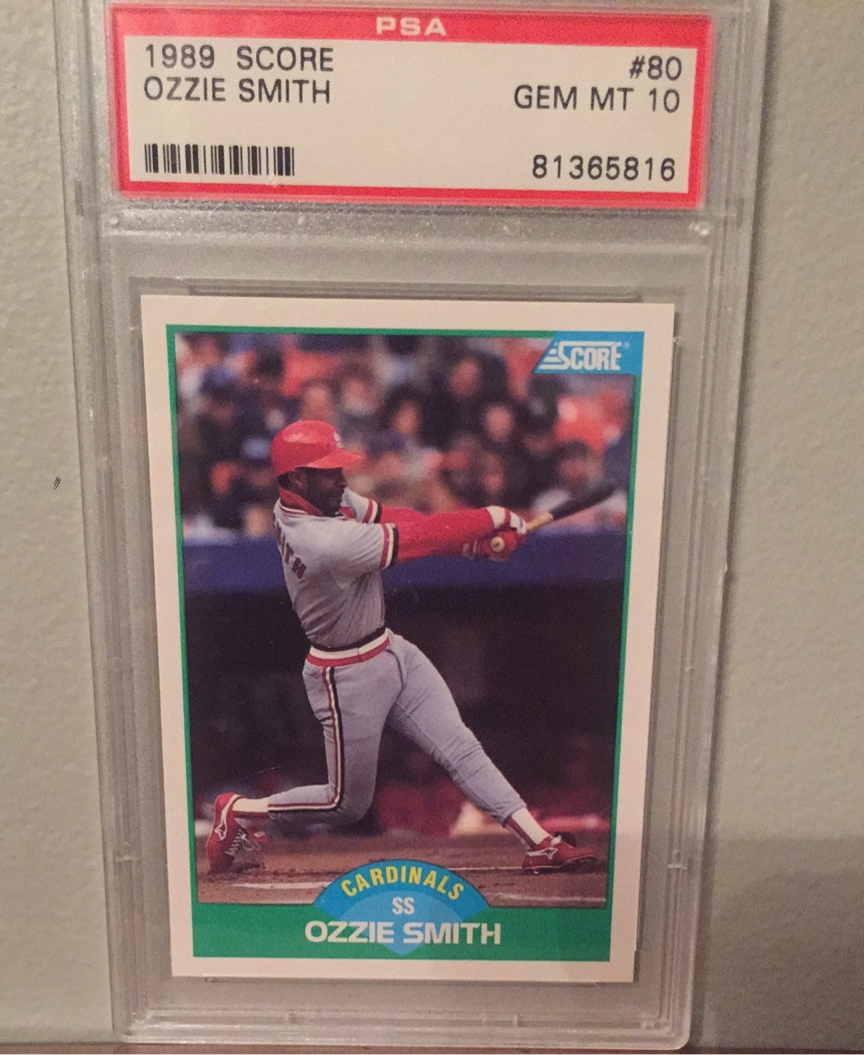 PSA
1989 SCORE #80
OZZIE SMITH GEM MT 10
81365816
SCORE
CARDINALS
SS
OZZIE SMITH